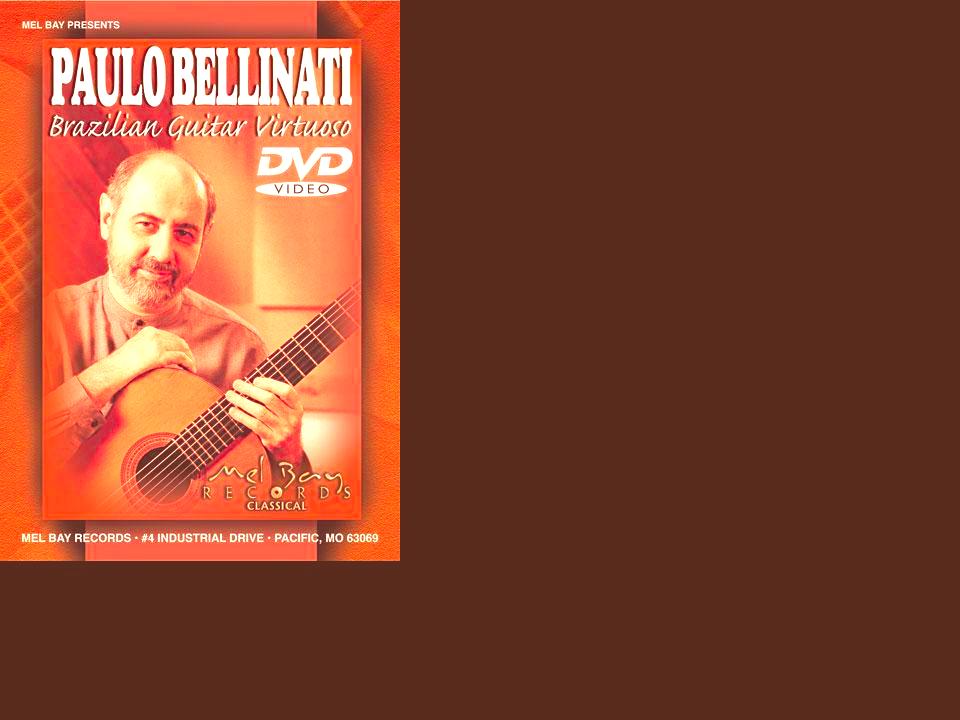 MEL BAY PRESENTS
PAULO BELLINATI
Brazilian Guitar Virtuoso
DVD
VIDEO
Mel Bay
RECORDS
CLASSICAL
MEL BAY RECORDS • #4 INDUSTRIAL DRIVE • PACIFIC, MO 63069